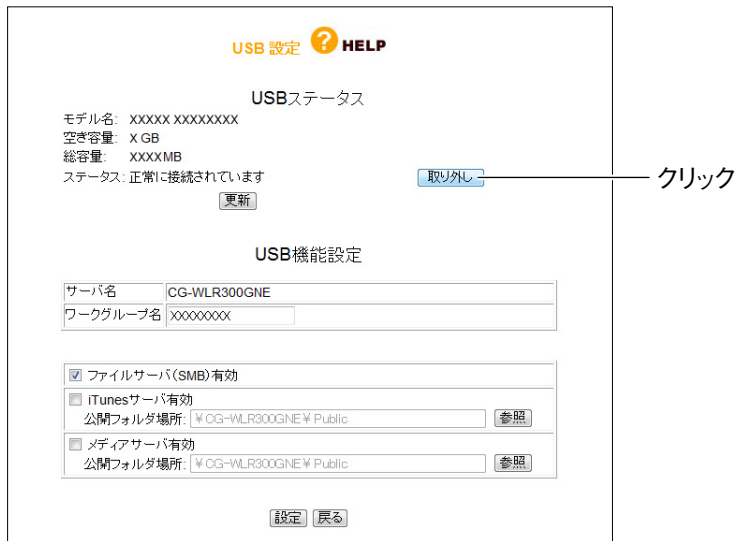 USB 設定 ? HELP
USBステータス
モデル名: XXXXX XXXXXXXX
空き容量: X GB
総容量: XXXXMB
ステータス: 正常に接続されています 取り外し クリック
更新
USB機能設定
サーバ名 CG-WLR300GNE
ワークグループ名 XXXXXXXX
ファイルサーバ(SMB)有効
iTunesサーバ有効
公開フォルダ場所: ¥CG-WLR300GNE¥Public 参照
メディアサーバ有効
公開フォルダ場所: ¥CG-WLR300GNE¥Public 参照
設定 戻る